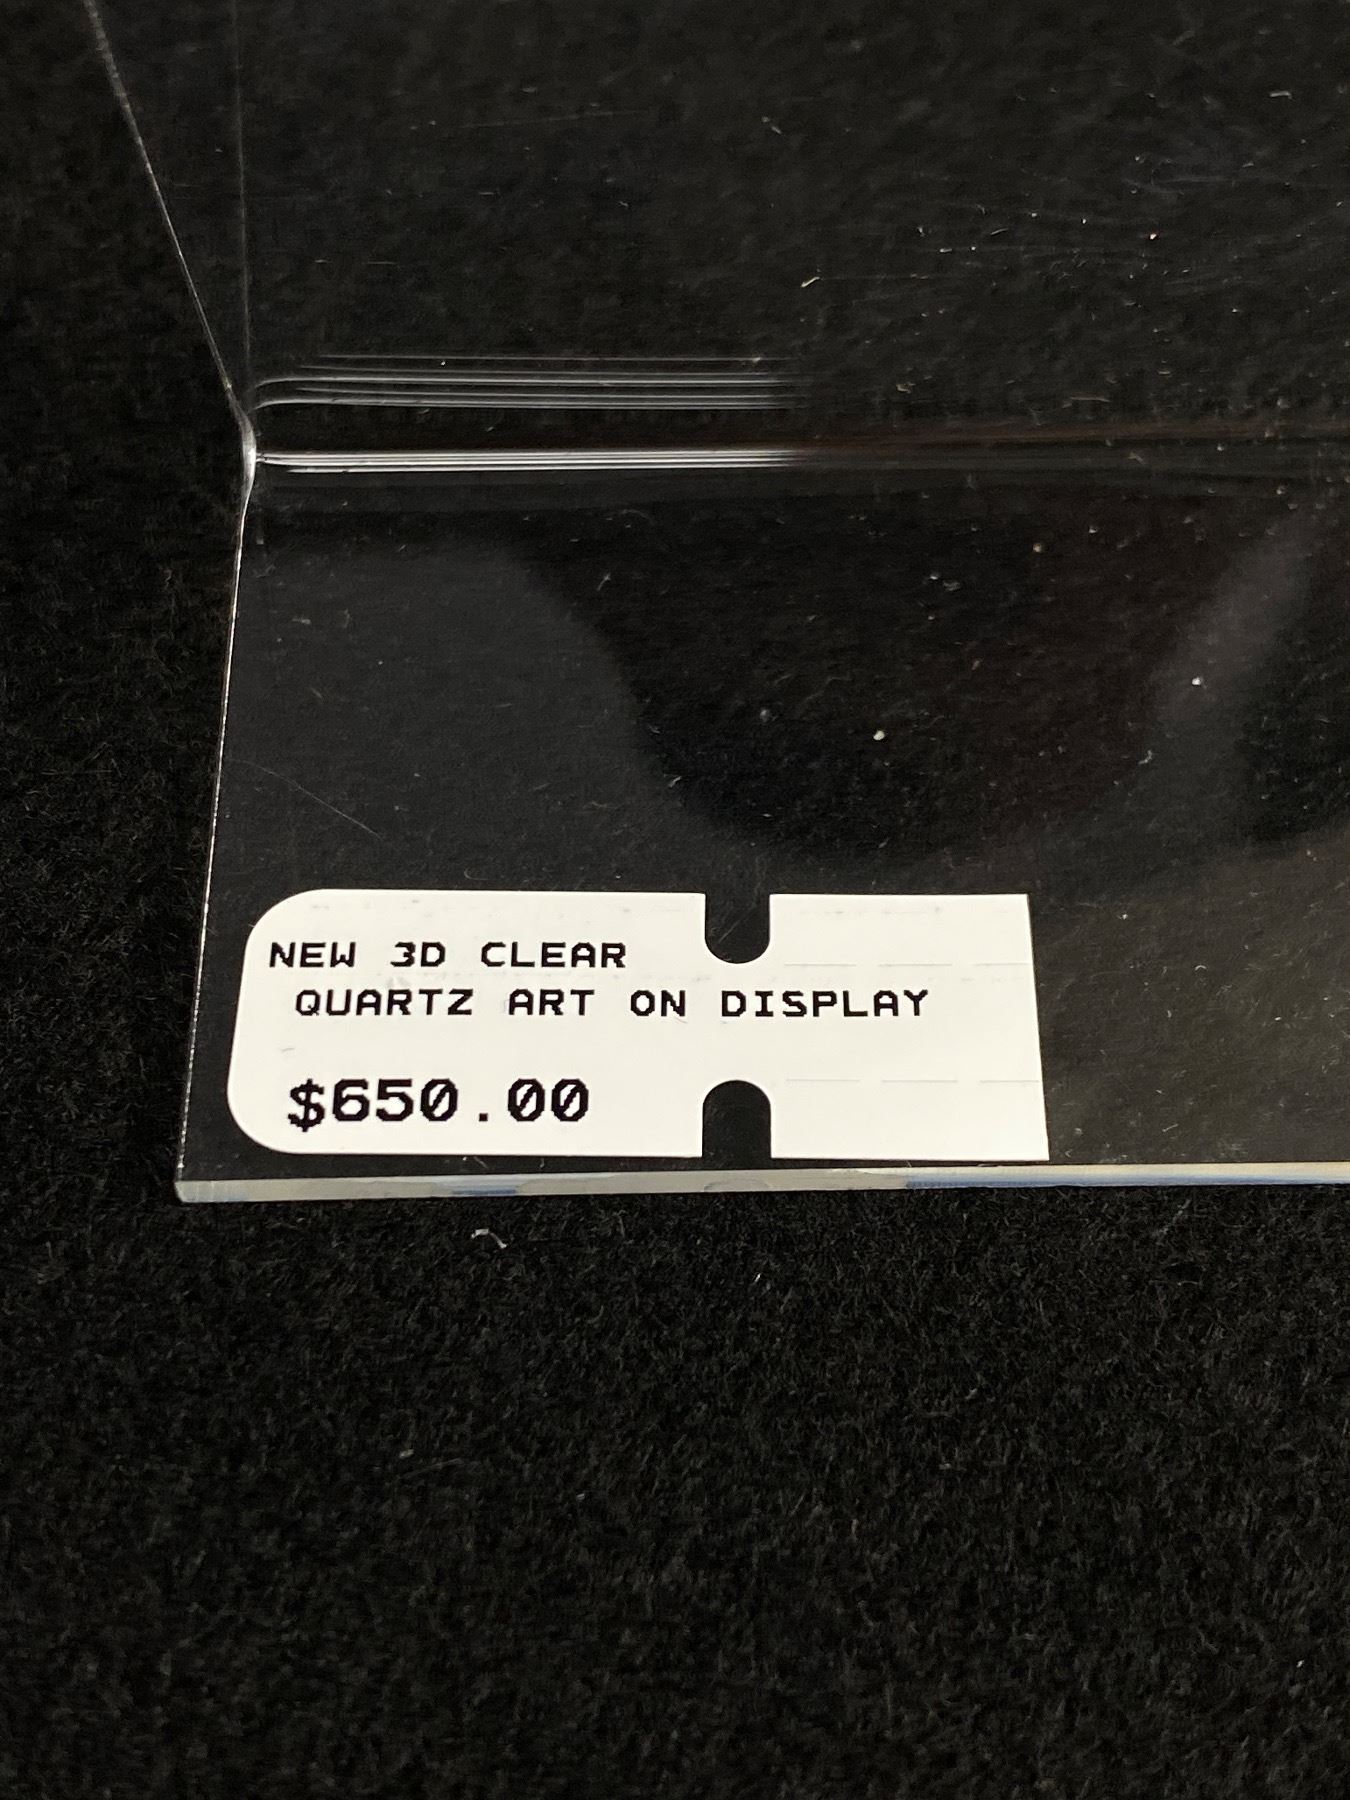 NEW 3D CLEAR
QUARTZ ART ON DISPLAY
$650.00